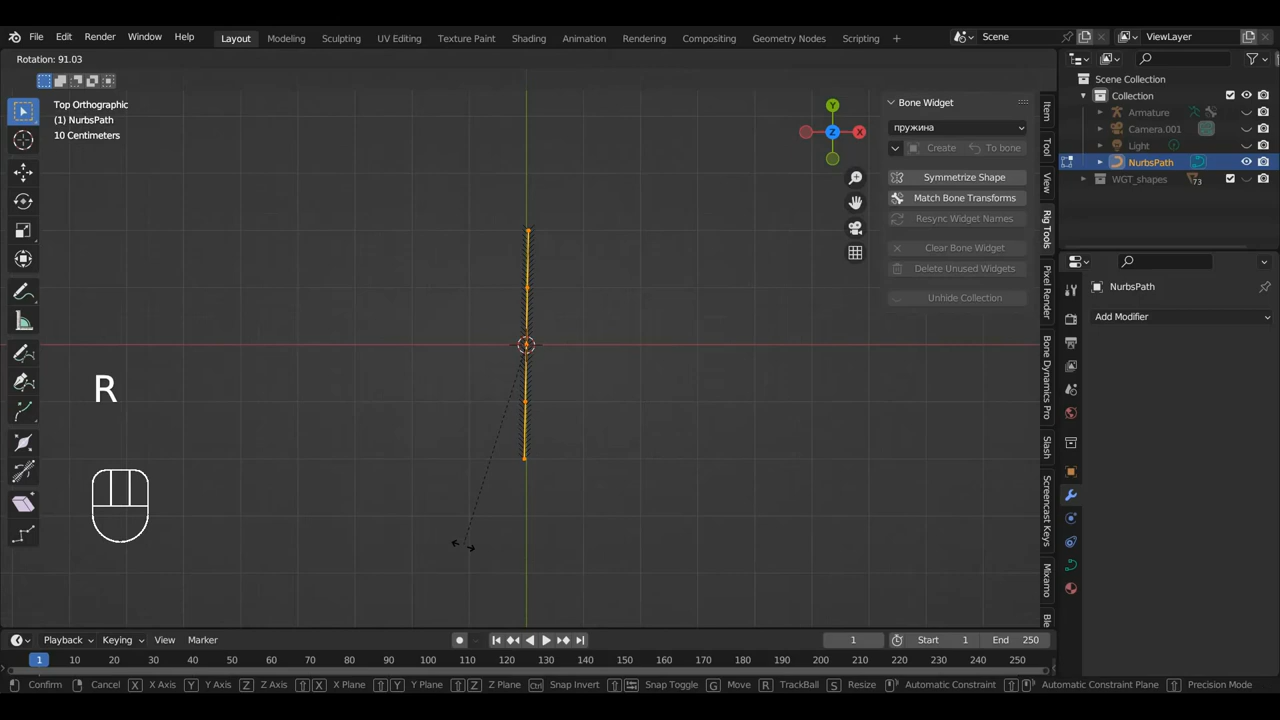 File Edit Render Window Help Layout Modeling Sculpting UV Editing Texture Paint Shading Animation Rendering Compositing Geometry Nodes Scripting + Scene ViewLayer
Rotation: 91.03
Top Orthographic
(1) NurbsPath
10 Centimeters
R
Y
X
Z
Bone Widget
пружина
Create To bone
Symmetrize Shape
Match Bone Transforms
Resync Widget Names
Clear Bone Widget
Delete Unused Widgets
Unhide Collection
Item
Tool
View
Rig Tools
Pixel Render
Bone Dynamics Pro
Slash
Screencast Keys
Mixamo
Ble
Scene Collection
Collection
Armature
Camera.001
Light
NurbsPath
WGT_shapes 73
NurbsPath
Add Modifier
Playback Keying View Marker 1 Start 1 End 250
1 10 20 30 40 50 60 70 80 90 100 110 120 130 140 150 160 170 180 190 200 210 220 230 240 250
Confirm Cancel X X Axis Y Y Axis Z Z Axis X X Plane Y Y Plane Z Z Plane Ctrl Snap Invert Snap Toggle G Move R TrackBall S Resize Automatic Constraint Automatic Constraint Plane Precision Mode